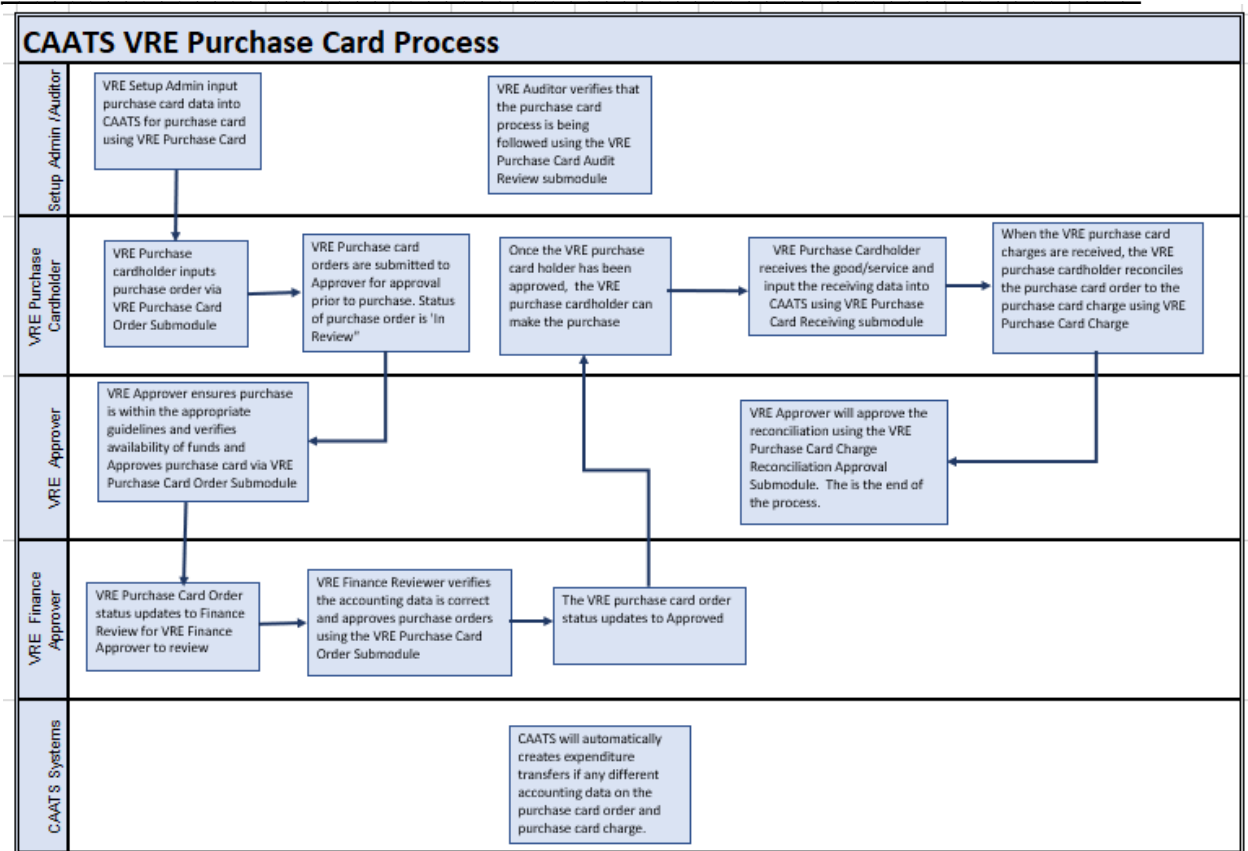 CAATS VRE Purchase Card Process
Setup Admin /Auditor
VRE Setup Admin input
purchase card data into
CAATS for purchase card
using VRE Purchase Card
VRE Auditor verifies that
the purchase card
process is being
followed using the VRE
Purchase Card Audit
Review submodule
VRE Purchase
Cardholder
VRE Purchase
cardholder inputs
purchase order via
VRE Purchase Card
Order Submodule
VRE Purchase card
orders are submitted to
Approver for approval
prior to purchase. Status
of purchase order is 'In
Review"
Once the VRE purchase
card holder has been
approved, the VRE
purchase cardholder can
make the purchase
VRE Purchase Cardholder
receives the good/service and
input the receiving data into
CAATS using VRE Purchase
Card Receiving submodule
When the VRE purchase card
charges are received, the VRE
purchase cardholder reconciles
the purchase card order to the
purchase card charge using VRE
Purchase Card Charge
VRE Approver
VRE Approver ensures purchase
is within the appropriate
guidelines and verifies
availability of funds and
Approves purchase card via VRE
Purchase Card Order Submodule
VRE Approver will approve the
reconciliation using the VRE
Purchase Card Charge
Reconciliation Approval
Submodule. The is the end of
the process.
VRE Finance
Approver
VRE Purchase Card Order
status updates to Finance
Review for VRE Finance
Approver to review
VRE Finance Reviewer verifies
the accounting data is correct
and approves purchase orders
using the VRE Purchase Card
Order Submodule
The VRE purchase card order
status updates to Approved
CAATS Systems
CAATS will automatically
creates expenditure
transfers if any different
accounting data on the
purchase card order and
purchase card charge.